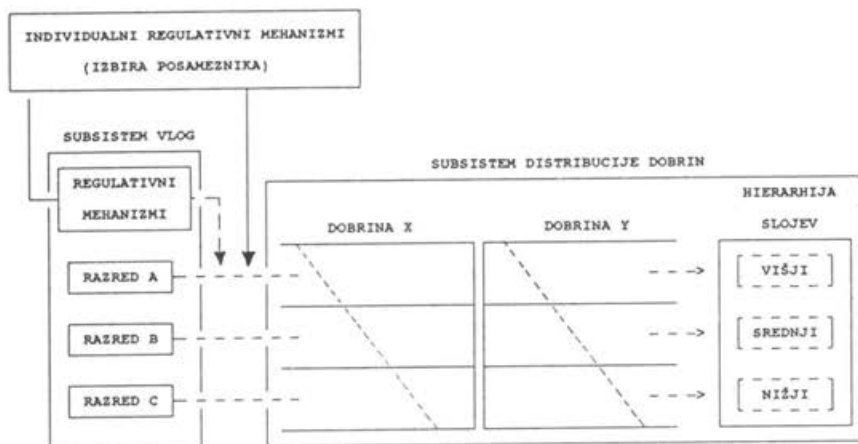 INDIVIDUALNI REGULATIVNI MEHANIZMI
(IZBIRA POSAMEZNIKA)
SUBSISTEM VLOG
REGULATIVNI
MEHANIZMI
RAZRED A
RAZRED B
RAZRED C
SUBSISTEM DISTRIBUCIJE DOBRIN
DOBRINA X
DOBRINA Y
HIERARHIJA
SLOJEV
VIŠJI
SREDNJI
NIŽJI